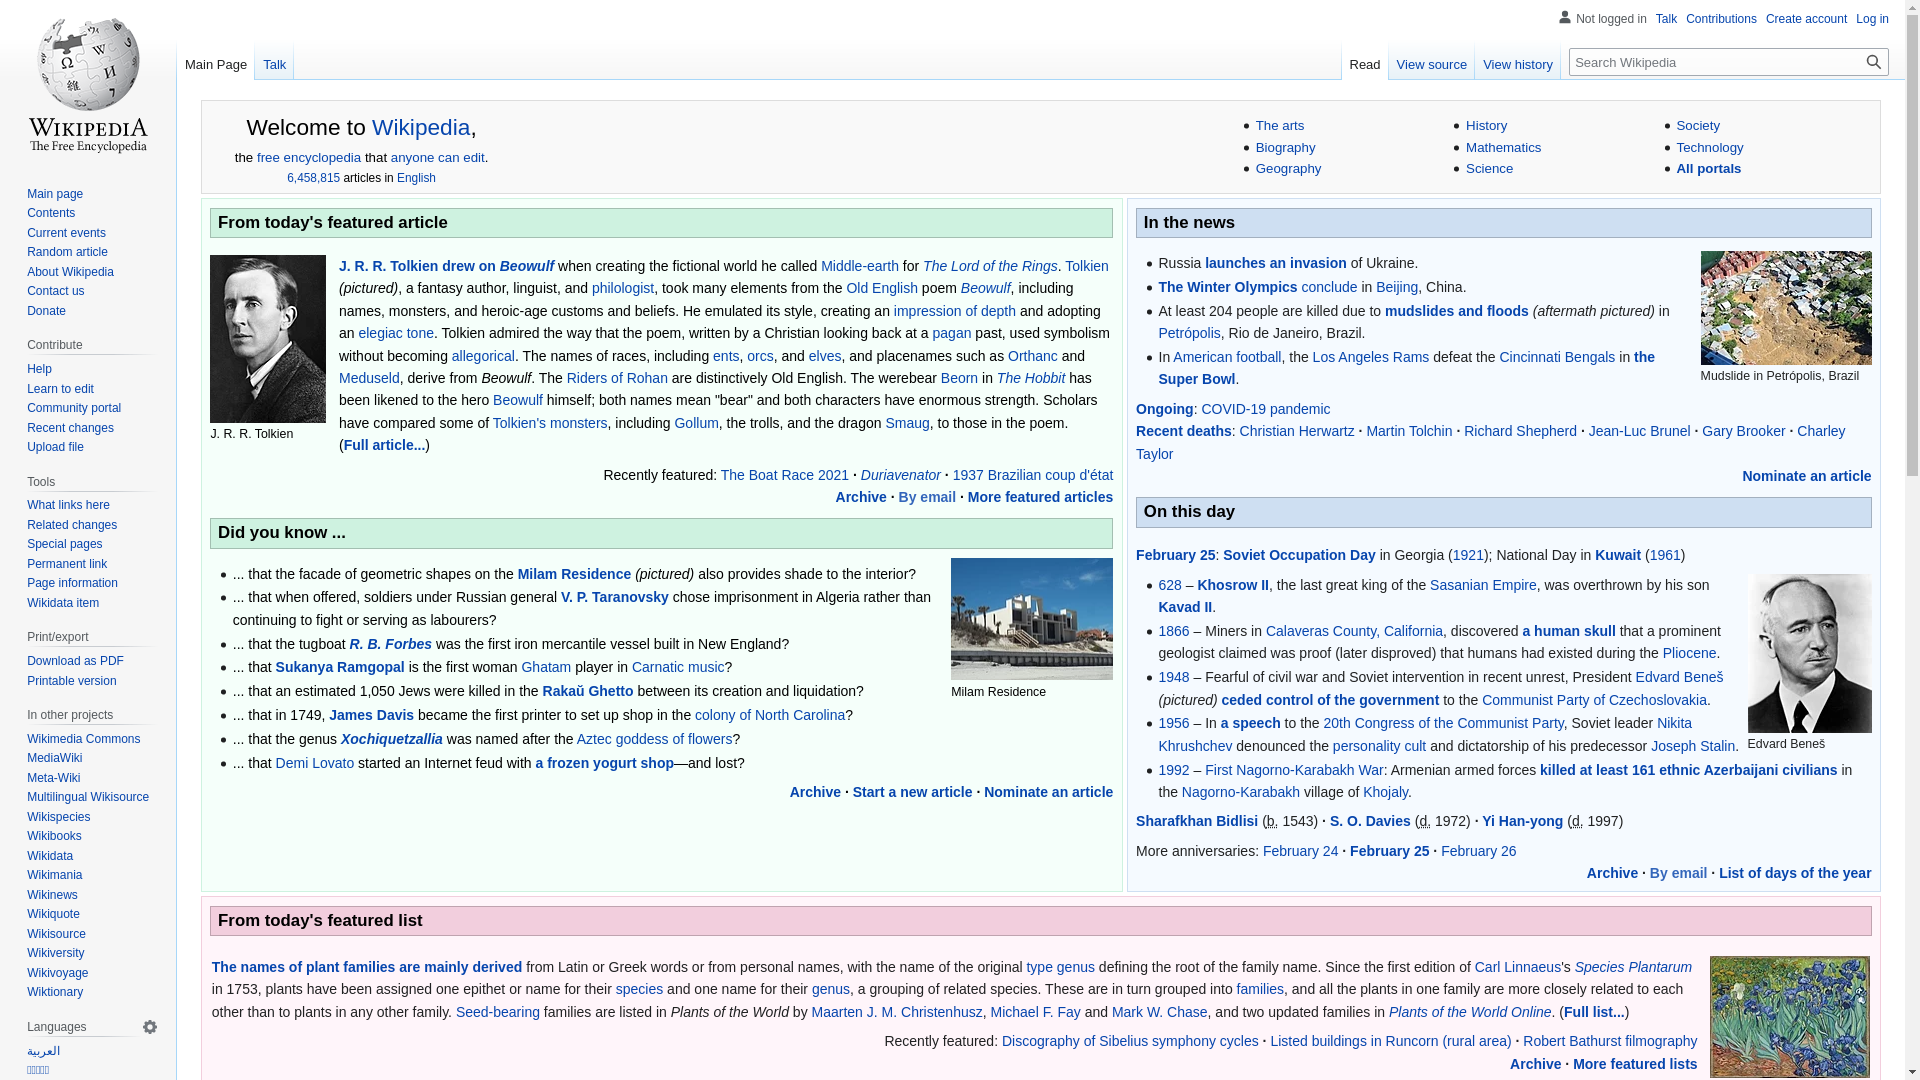 Not logged in Talk Contributions Create account Log in
Main Page Talk
Read View source View history Search Wikipedia
WIKIPEDIA
The Free Encyclopedia
Main page
Contents
Current events
Random article
About Wikipedia
Contact us
Donate
Contribute
Help
Learn to edit
Community portal
Recent changes
Upload file
Tools
What links here
Related changes
Special pages
Permanent link
Page information
Wikidata item
Print/export
Download as PDF
Printable version
In other projects
Wikimedia Commons
MediaWiki
Meta-Wiki
Multilingual Wikisource
Wikispecies
Wikibooks
Wikidata
Wikimania
Wikinews
Wikiquote
Wikisource
Wikiversity
Wikivoyage
Wiktionary
Languages
العربية
Welcome to Wikipedia,
the free encyclopedia that anyone can edit.
6,458,815 articles in English
The arts
Biography
Geography
History
Mathematics
Science
Society
Technology
All portals
From today's featured article
J. R. R. Tolkien
J. R. R. Tolkien drew on Beowulf when creating the fictional world he called Middle-earth for The Lord of the Rings. Tolkien
(pictured), a fantasy author, linguist, and philologist, took many elements from the Old English poem Beowulf, including
names, monsters, and heroic-age customs and beliefs. He emulated its style, creating an impression of depth and adopting
an elegiac tone. Tolkien admired the way that the poem, written by a Christian looking back at a pagan past, used symbolism
without becoming allegorical. The names of races, including ents, orcs, and elves, and placenames such as Orthanc and
Meduseld, derive from Beowulf. The Riders of Rohan are distinctively Old English. The werebear Beorn in The Hobbit has
been likened to the hero Beowulf himself; both names mean "bear" and both characters have enormous strength. Scholars
have compared some of Tolkien's monsters, including Gollum, the trolls, and the dragon Smaug, to those in the poem.
(Full article...)
Recently featured: The Boat Race 2021 · Duriavenator · 1937 Brazilian coup d'état
Archive · By email · More featured articles
Did you know ...
Milam Residence
... that the facade of geometric shapes on the Milam Residence (pictured) also provides shade to the interior?
... that when offered, soldiers under Russian general V. P. Taranovsky chose imprisonment in Algeria rather than
continuing to fight or serving as labourers?
... that the tugboat R. B. Forbes was the first iron mercantile vessel built in New England?
... that Sukanya Ramgopal is the first woman Ghatam player in Carnatic music?
... that an estimated 1,050 Jews were killed in the Rakaŭ Ghetto between its creation and liquidation?
... that in 1749, James Davis became the first printer to set up shop in the colony of North Carolina?
... that the genus Xochiquetzallia was named after the Aztec goddess of flowers?
... that Demi Lovato started an Internet feud with a frozen yogurt shop—and lost?
Archive · Start a new article · Nominate an article
In the news
Mudslide in Petrópolis, Brazil
Russia launches an invasion of Ukraine.
The Winter Olympics conclude in Beijing, China.
At least 204 people are killed due to mudslides and floods (aftermath pictured) in
Petrópolis, Rio de Janeiro, Brazil.
In American football, the Los Angeles Rams defeat the Cincinnati Bengals in the
Super Bowl.
Ongoing: COVID-19 pandemic
Recent deaths: Christian Herwartz · Martin Tolchin · Richard Shepherd · Jean-Luc Brunel · Gary Brooker · Charley
Taylor
Nominate an article
On this day
February 25: Soviet Occupation Day in Georgia (1921); National Day in Kuwait (1961)
Edvard Beneš
628 – Khosrow II, the last great king of the Sasanian Empire, was overthrown by his son
Kavad II.
1866 – Miners in Calaveras County, California, discovered a human skull that a prominent
geologist claimed was proof (later disproved) that humans had existed during the Pliocene.
1948 – Fearful of civil war and Soviet intervention in recent unrest, President Edvard Beneš
(pictured) ceded control of the government to the Communist Party of Czechoslovakia.
1956 – In a speech to the 20th Congress of the Communist Party, Soviet leader Nikita
Khrushchev denounced the personality cult and dictatorship of his predecessor Joseph Stalin.
1992 – First Nagorno-Karabakh War: Armenian armed forces killed at least 161 ethnic Azerbaijani civilians in
the Nagorno-Karabakh village of Khojaly.
Sharafkhan Bidlisi (b. 1543) · S. O. Davies (d. 1972) · Yi Han-yong (d. 1997)
More anniversaries: February 24 · February 25 · February 26
Archive · By email · List of days of the year
From today's featured list
The names of plant families are mainly derived from Latin or Greek words or from personal names, with the name of the original type genus defining the root of the family name. Since the first edition of Carl Linnaeus's Species Plantarum
in 1753, plants have been assigned one epithet or name for their species and one name for their genus, a grouping of related species. These are in turn grouped into families, and all the plants in one family are more closely related to each
other than to plants in any other family. Seed-bearing families are listed in Plants of the World by Maarten J. M. Christenhusz, Michael F. Fay and Mark W. Chase, and two updated families in Plants of the World Online. (Full list...)
Recently featured: Discography of Sibelius symphony cycles · Listed buildings in Runcorn (rural area) · Robert Bathurst filmography
Archive · More featured lists